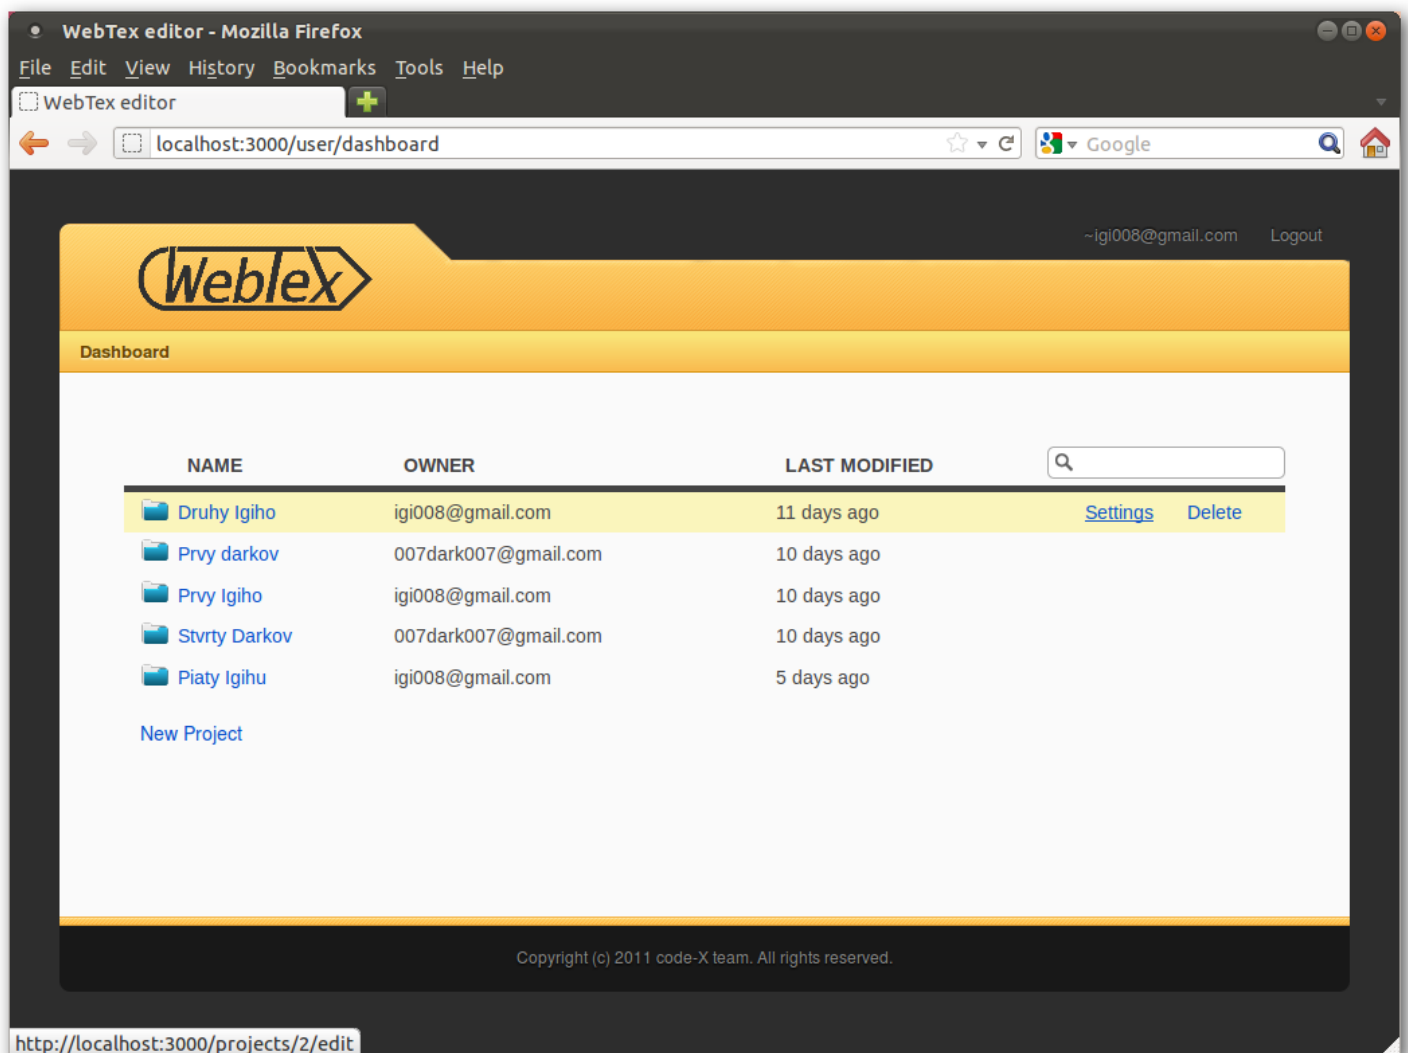 WebTex editor - Mozilla Firefox
File Edit View History Bookmarks Tools Help
WebTex editor
localhost:3000/user/dashboard Google
~igi008@gmail.com Logout
WebTeX
Dashboard
NAME OWNER LAST MODIFIED
Druhy Igiho igi008@gmail.com 11 days ago Settings Delete
Prvy darkov 007dark007@gmail.com 10 days ago
Prvy Igiho igi008@gmail.com 10 days ago
Stvrty Darkov 007dark007@gmail.com 10 days ago
Piaty Igihu igi008@gmail.com 5 days ago
New Project
Copyright (c) 2011 code-X team. All rights reserved.
http://localhost:3000/projects/2/edit